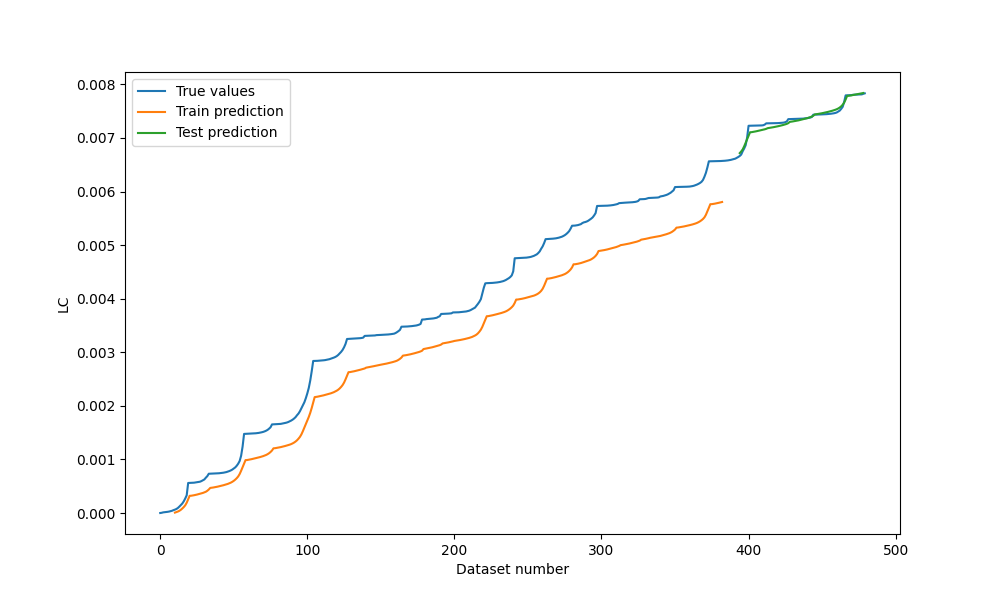 True values
Train prediction
Test prediction
0.008
0.007
0.006
0.005
0.004
0.003
0.002
0.001
0.000
LC
0 100 200 300 400 500
Dataset number